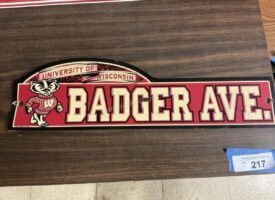 UNIVERSITY OF WISCONSIN
BADGER AVE.
W
217